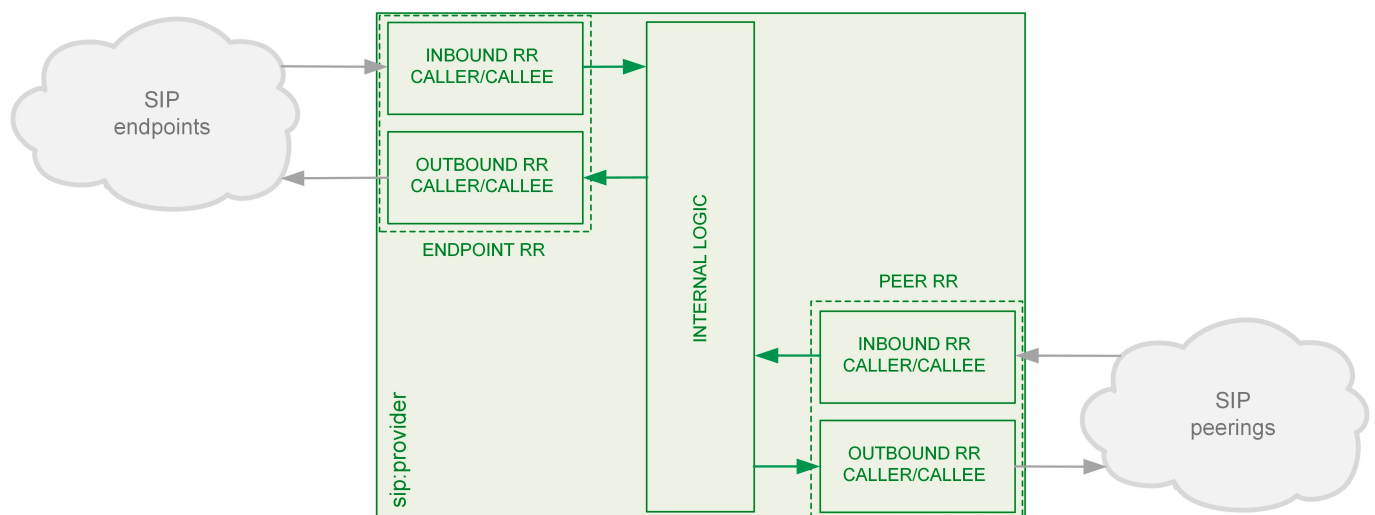 SIP
endpoints
INBOUND RR
CALLER/CALLEE
OUTBOUND RR
CALLER/CALLEE
ENDPOINT RR
INTERNAL LOGIC
sip:provider
PEER RR
INBOUND RR
CALLER/CALLEE
OUTBOUND RR
CALLER/CALLEE
SIP
peerings